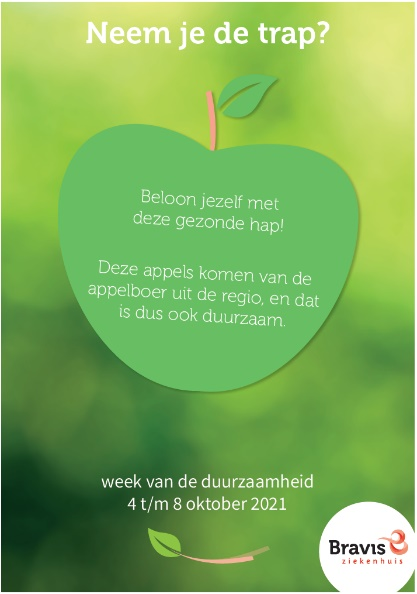 Neem je de trap?
Beloon jezelf met
deze gezonde hap!
Deze appels komen van de
appelboer uit de regio, en dat
is dus ook duurzaam.
week van de duurzaamheid
4 t/m 8 oktober 2021
Bravis
ziekenhuis